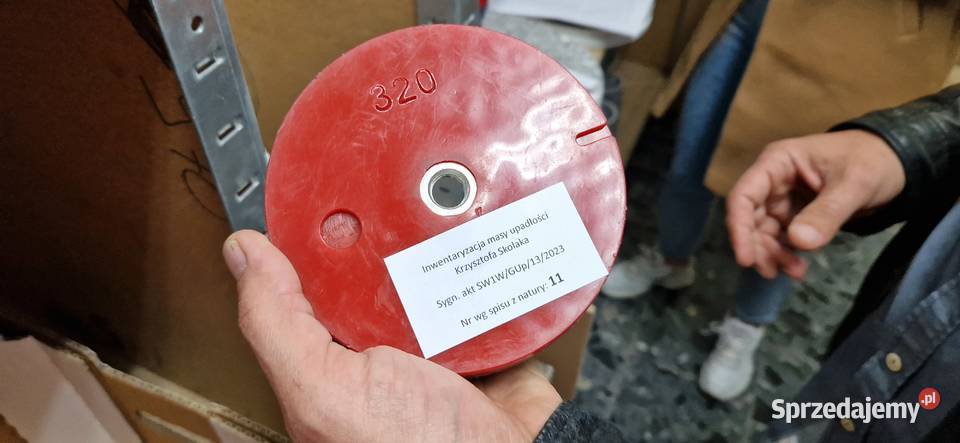 320
Inwentaryzacja masy upadłości
Krzysztofa Skolaka
Sygn. akt SW1W/GUp/13/2023
Nr wg spisu z natury: 11
Sprzedajemy.pl